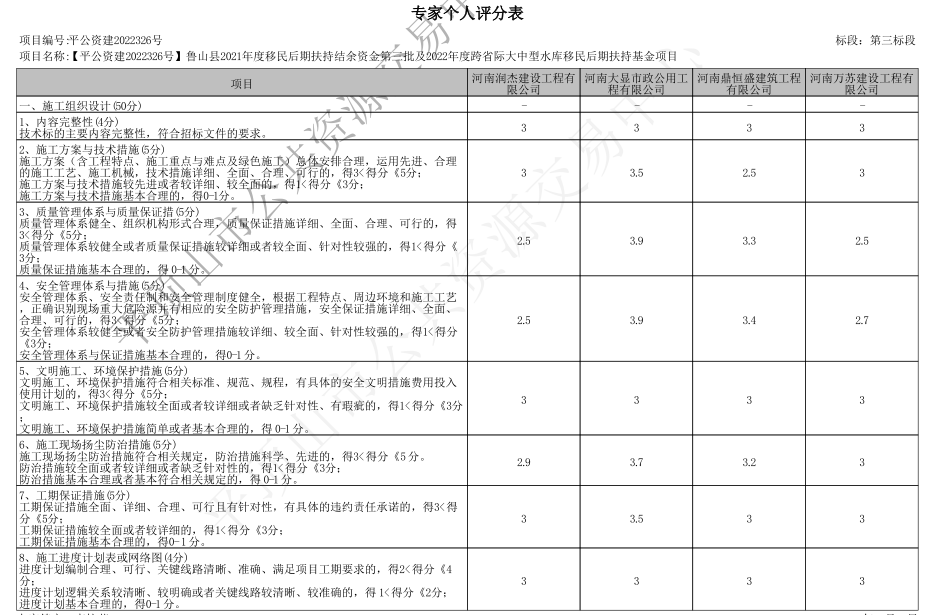 专家个人评分表
项目编号:平公资建2022326号
标段：第三标段
项目名称:【平公资建2022326号】鲁山县2021年度移民后期扶持结余资金第三批及2022年度跨省际大中型水库移民后期扶持基金项目
项目
河南润杰建设工程有
限公司
河南大显市政公用工
程有限公司
河南鼎恒盛建筑工程
有限公司
河南万苏建设工程有
限公司
一、施工组织设计(50分)
－ － － －
1、内容完整性(4分)
技术标的主要内容完整性，符合招标文件的要求。
3 3 3 3
2、施工方案与技术措施(5分)
施工方案（含工程特点、施工重点与难点及绿色施工）总体安排合理，运用先进、合理
的施工工艺、施工机械，技术措施详细、全面、合理、可行的，得3<得分《5分；
施工方案与技术措施较先进或者较详细、较全面的，得1<得分《3分；
施工方案与技术措施基本合理的，得0-1分。
3 3.5 2.5 3
3、质量管理体系与质量保证措(5分)
质量管理体系健全、组织机构形式合理，质量保证措施详细、全面、合理、可行的，得
3<得分《5分；
质量管理体系较健全或者质量保证措施较详细或者较全面、针对性较强的，得1<得分《
3分；
质量保证措施基本合理的，得 0-1 分。
2.5 3.9 3.3 2.5
4、安全管理体系与措施(5分)
安全管理体系、安全责任制和安全管理制度健全，根据工程特点、周边环境和施工工艺
，正确识别现场重大危险源并有相应的安全防护管理措施，安全保证措施详细、全面、
合理、可行的，得3<得分《5分；
安全管理体系较健全或者安全防护管理措施较详细、较全面、针对性较强的，得1<得分
《3分；
安全管理体系与保证措施基本合理的，得0-1 分。
2.5 3.9 3.4 2.7
5、文明施工、环境保护措施(5分)
文明施工、环境保护措施符合相关标准、规范、规程，有具体的安全文明措施费用投入
使用计划的，得3<得分《5分；
文明施工、环境保护措施较全面或者较详细或者缺乏针对性、有瑕疵的，得1<得分《3分
；
文明施工、环境保护措施简单或者基本合理的，得 0-1 分。
3 3 3 3
6、施工现场扬尘防治措施(5分)
施工现场扬尘防治措施符合相关规定，防治措施科学、先进的，得3<得分《5 分。
防治措施较全面或者较详细或者缺乏针对性的，得1<得分《3分；
防治措施基本合理或者基本符合相关规定的，得 0-1 分。
2.9 3.7 3.2 3
7、工期保证措施(5分)
工期保证措施全面、详细、合理、可行且有针对性，有具体的违约责任承诺的，得3<得
分《5分；
工期保证措施较全面或者较详细的，得1<得分《3分；
工期保证措施基本合理的，得0-1 分。
3 3.5 3 3
8、施工进度计划表或网络图(4分)
进度计划编制合理、可行、关键线路清晰、准确、满足项目工期要求的，得2<得分《4
分；
进度计划逻辑关系较清晰、较明确或者关键线路较清晰、较准确的，得 1<得分《2分；
进度计划基本合理的，得0-1 分。
3 3 3 3
平顶山市公共资源交易中心
平顶山市公共资源交易中心